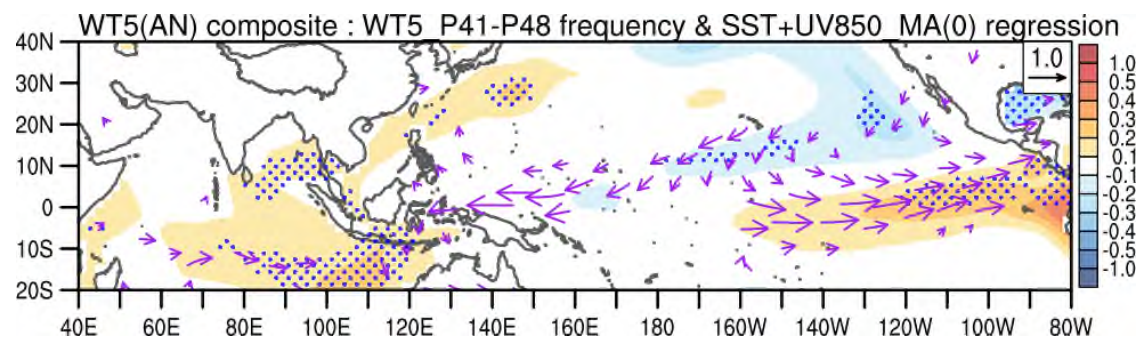 WT5(AN) composite : WT5_P41-P48 frequency & SST+UV850_MA(0) regression
40N
30N
20N
10N
0
10S
20S
40E 60E 80E 100E 120E 140E 160E 180 160W 140W 120W 100W 80W
1.0
1.0
0.5
0.4
0.3
0.2
0.1
-0.1
-0.2
-0.3
-0.4
-0.5
-1.0